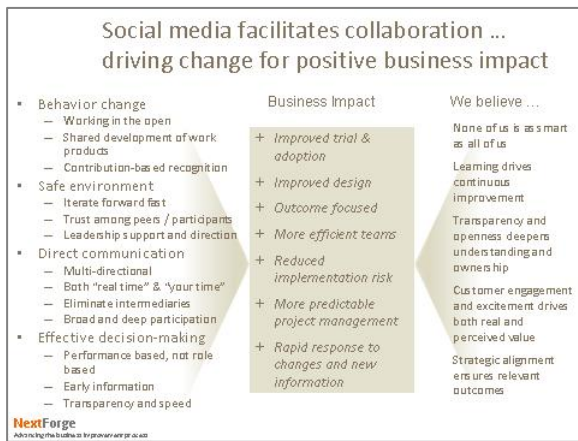 Social media facilitates collaboration ...
driving change for positive business impact
• Behavior change
— Working in the open
— Shared development of work
products
— Contribution-based recognition
• Safe environment
— Iterate forward fast
— Trust among peers / participants
— Leadership support and direction
• Direct communication
— Multi-directional
— Both "real time" & "your time"
— Eliminate intermediaries
— Broad and deep participation
• Effective decision-making
— Performance based, not role
based
— Early information
— Transparency and speed
Business Impact
+ Improved trial &
adoption
+ Improved design
+ Outcome focused
+ More efficient teams
+ Reduced
implementation risk
+ More predictable
project management
+ Rapid response to
changes and new
information
We believe ...
None of us is as smart
as all of us
Learning drives
continuous
improvement
Transparency and
openness deepens
understanding and
ownership
Customer engagement
and excitement drives
both real and
perceived value
Strategic alignment
ensures relevant
outcomes
NextForge
Advancing the business improvement process